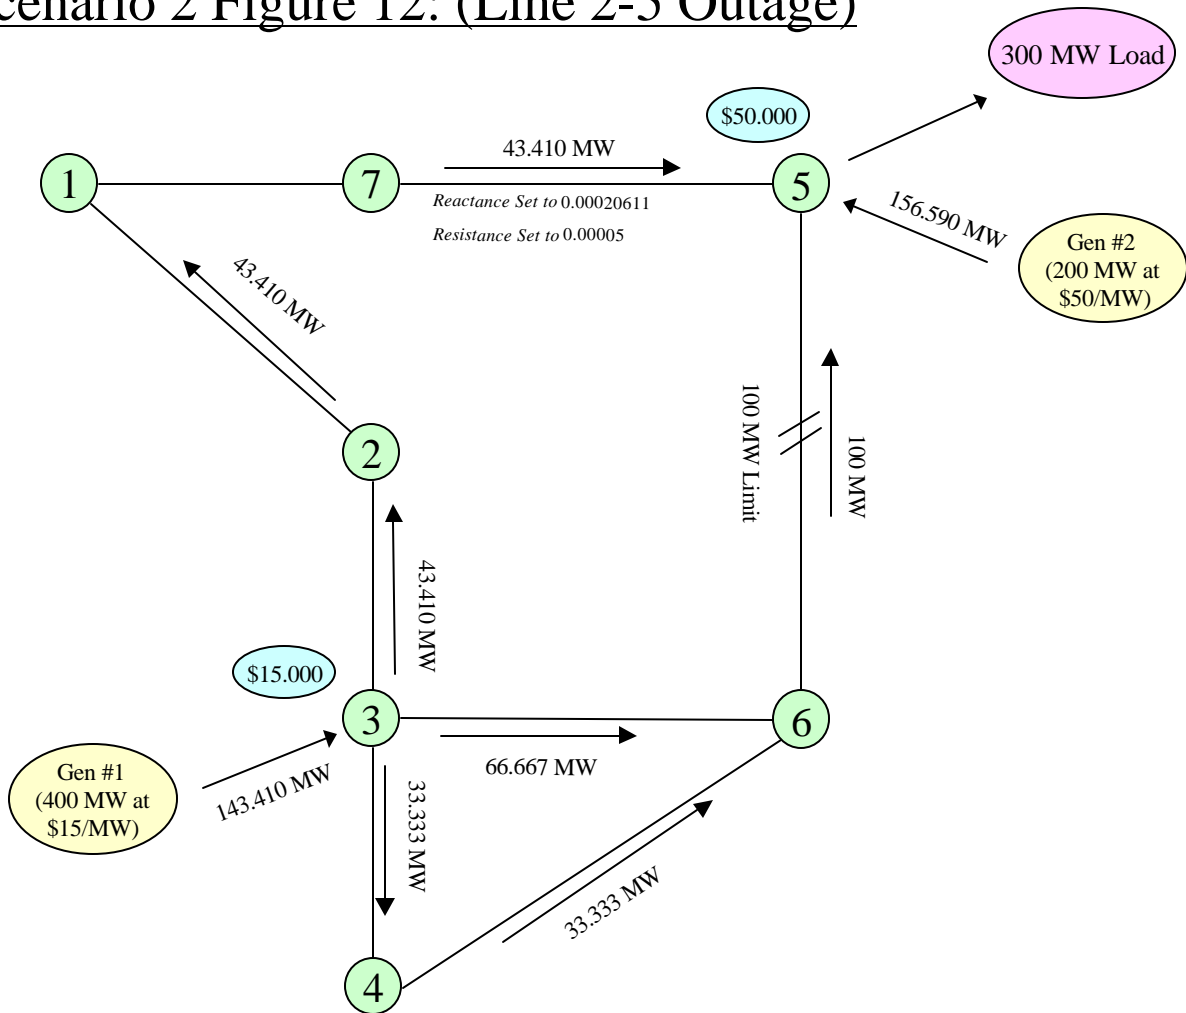 cenario 2 Figure 12: (Line 2-5 Outage)
300 MW Load
$50.000
43.410 MW
1
7
5
Reactance Set to 0.00020611
Resistance Set to 0.00005
156.590 MW
Gen #2
(200 MW at
$50/MW)
43.410 MW
100 MW Limit
100 MW
2
43.410 MW
$15.000
3
6
66.667 MW
Gen #1
(400 MW at
$15/MW)
143.410 MW
33.333 MW
33.333 MW
4